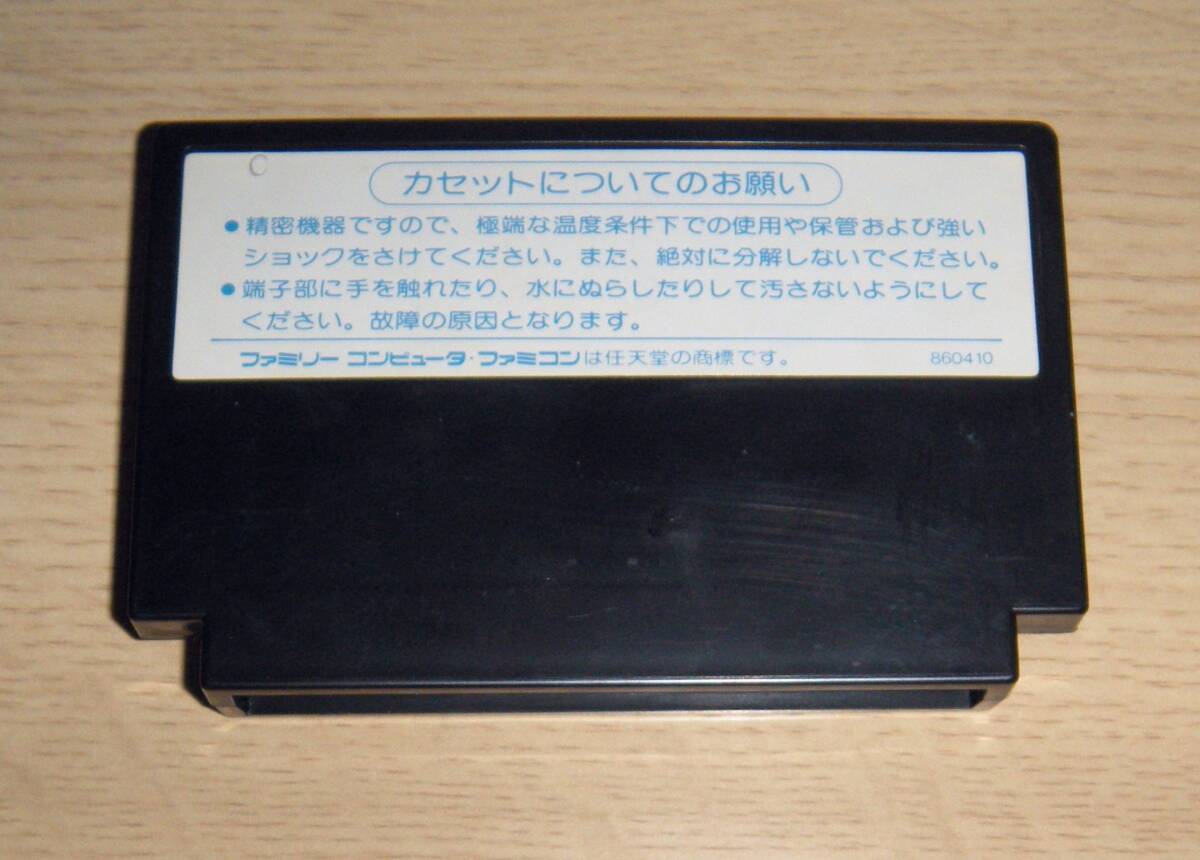 C
カセットについてのお願い
●精密機器ですので、極端な温度条件下での使用や保管および強い
ショックをさけてください。また、絶対に分解しないでください。
●端子部に手を触れたり、水にぬらしたりして汚さないようにして
ください。故障の原因となります。
ファミリー コンピュータ・ファミコンは任天堂の商標です。 860410